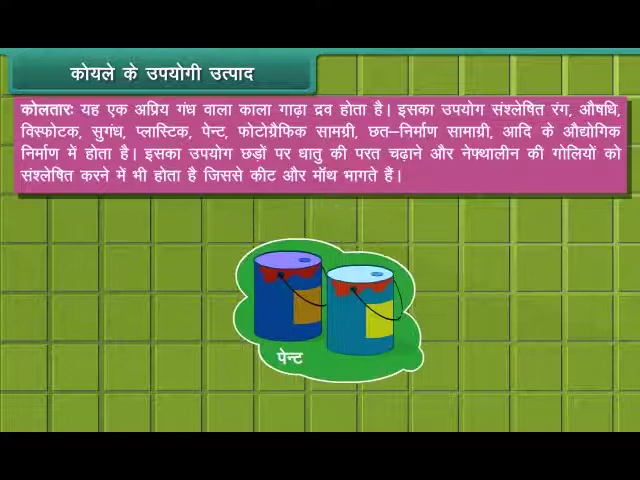 कोयले के उपयोगी उत्पाद
कोलतारः यह एक अप्रिय गंध वाला काला गाढ़ा द्रव होता है। इसका उपयोग संश्लेषित रंग, औषधि,
विस्फोटक, सुगंध, प्लास्टिक, पेन्ट, फोटोग्रैफिक सामग्री, छत–निर्माण सामाग्री, आदि के औद्योगिक
निर्माण में होता है। इसका उपयोग छड़ों पर धातु की परत चढ़ाने और नेफ्थालीन की गोलियों को
संश्लेषित करने में भी होता है जिससे कीट और मॉथ भागते हैं।
पेन्ट